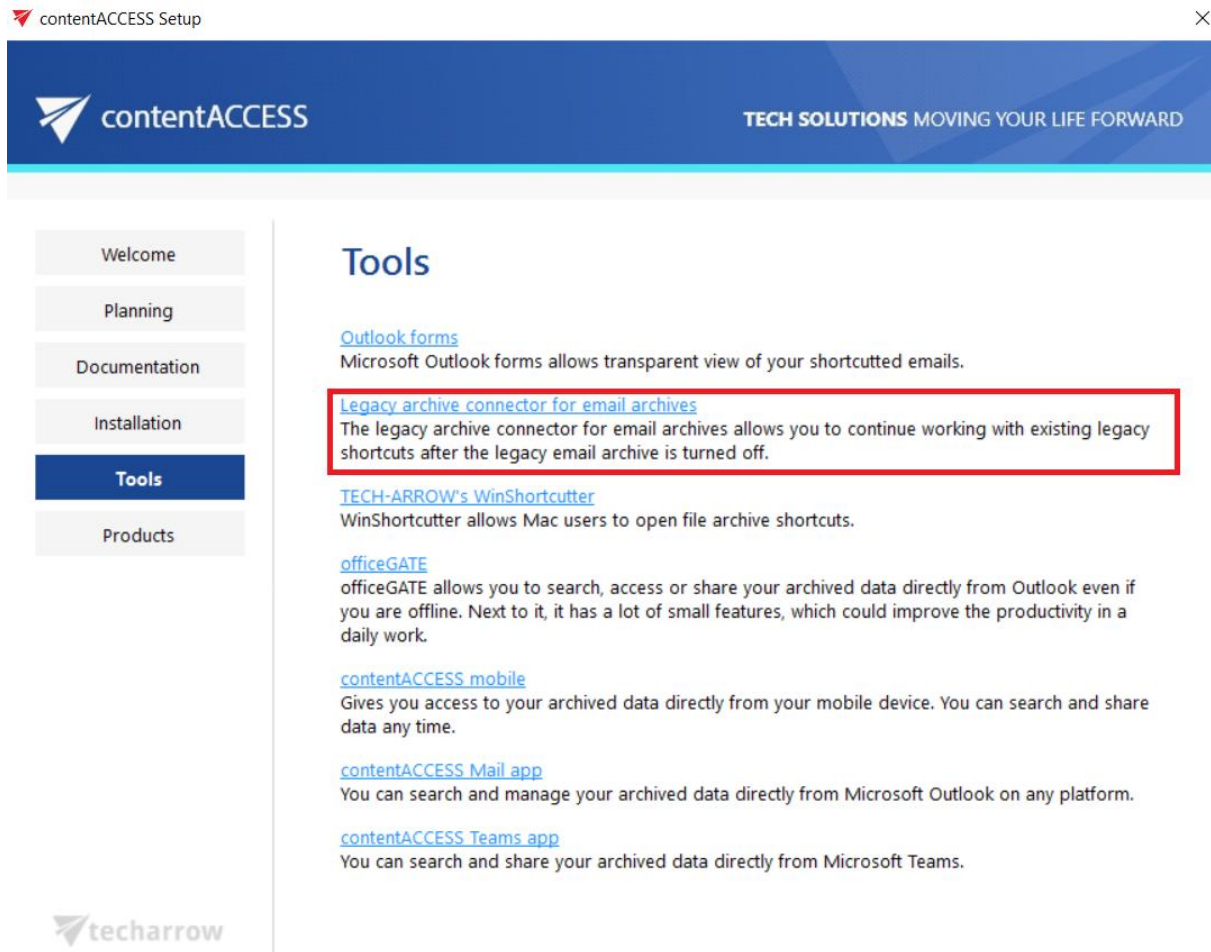 contentACCESS Setup
contentACCESS
TECH SOLUTIONS MOVING YOUR LIFE FORWARD
Welcome
Planning
Documentation
Installation
Tools
Products
Tools
Outlook forms
Microsoft Outlook forms allows transparent view of your shortcutted emails.
Legacy archive connector for email archives
The legacy archive connector for email archives allows you to continue working with existing legacy
shortcuts after the legacy email archive is turned off.
TECH-ARROW's WinShortcutter
WinShortcutter allows Mac users to open file archive shortcuts.
officeGATE
officeGATE allows you to search, access or share your archived data directly from Outlook even if
you are offline. Next to it, it has a lot of small features, which could improve the productivity in a
daily work.
contentACCESS mobile
Gives you access to your archived data directly from your mobile device. You can search and share
data any time.
contentACCESS Mail app
You can search and manage your archived data directly from Microsoft Outlook on any platform.
contentACCESS Teams app
You can search and share your archived data directly from Microsoft Teams.
techarrow